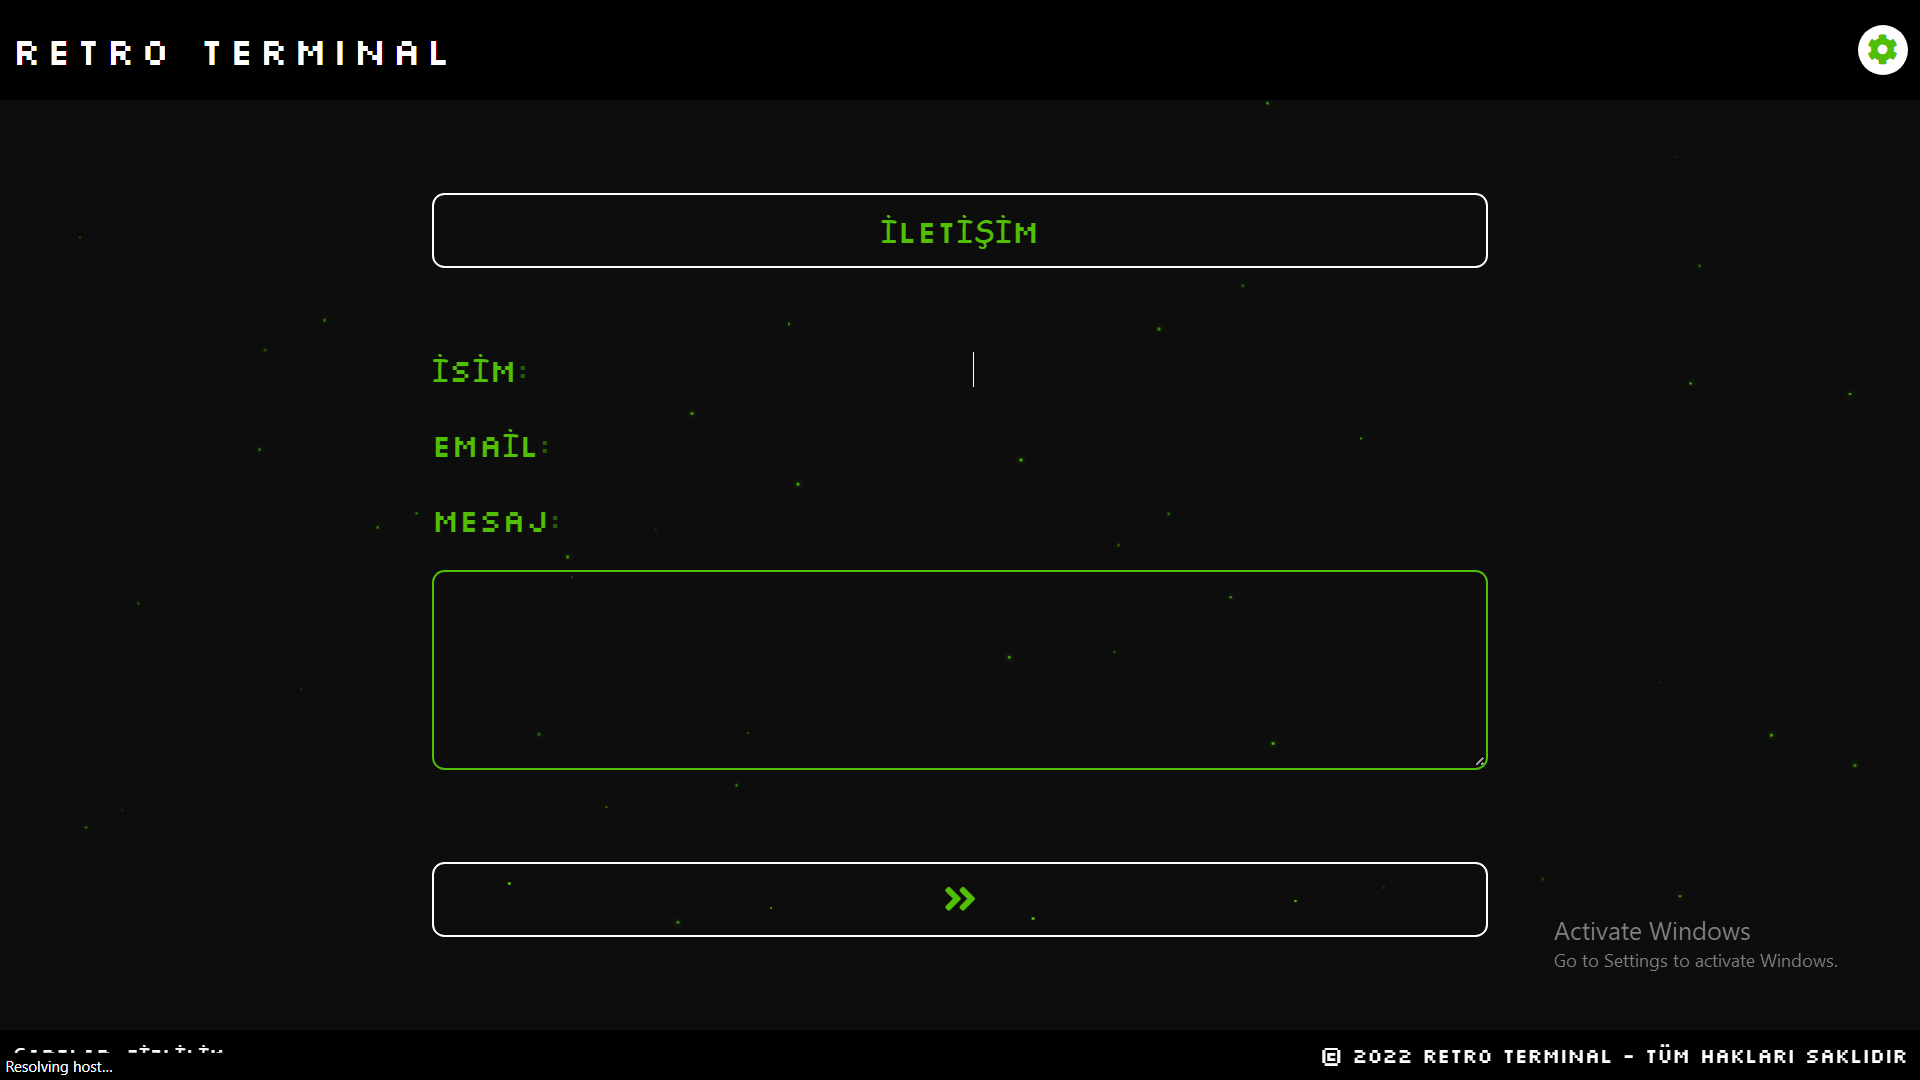 RETRO TERMINAL
İLETİŞİM
İSİM:
EMAİL:
MESAJ:
Activate Windows
Go to Settings to activate Windows.
© 2022 RETRO TERMINAL - TÜM HAKLARI SAKLIDIR
Resolving host...